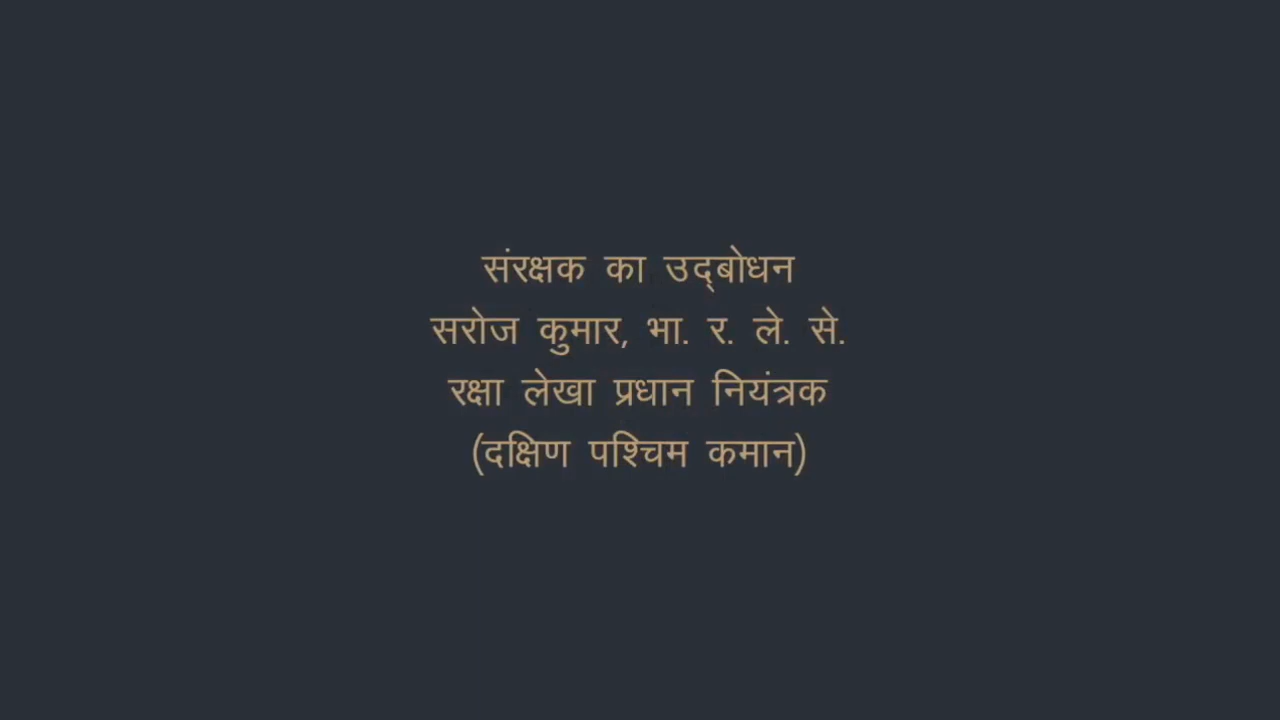 संरक्षक का उद्‌बोधन
सरोज कुमार, भा. र. ले. से.
रक्षा लेखा प्रधान नियंत्रक
(दक्षिण पश्चिम कमान)